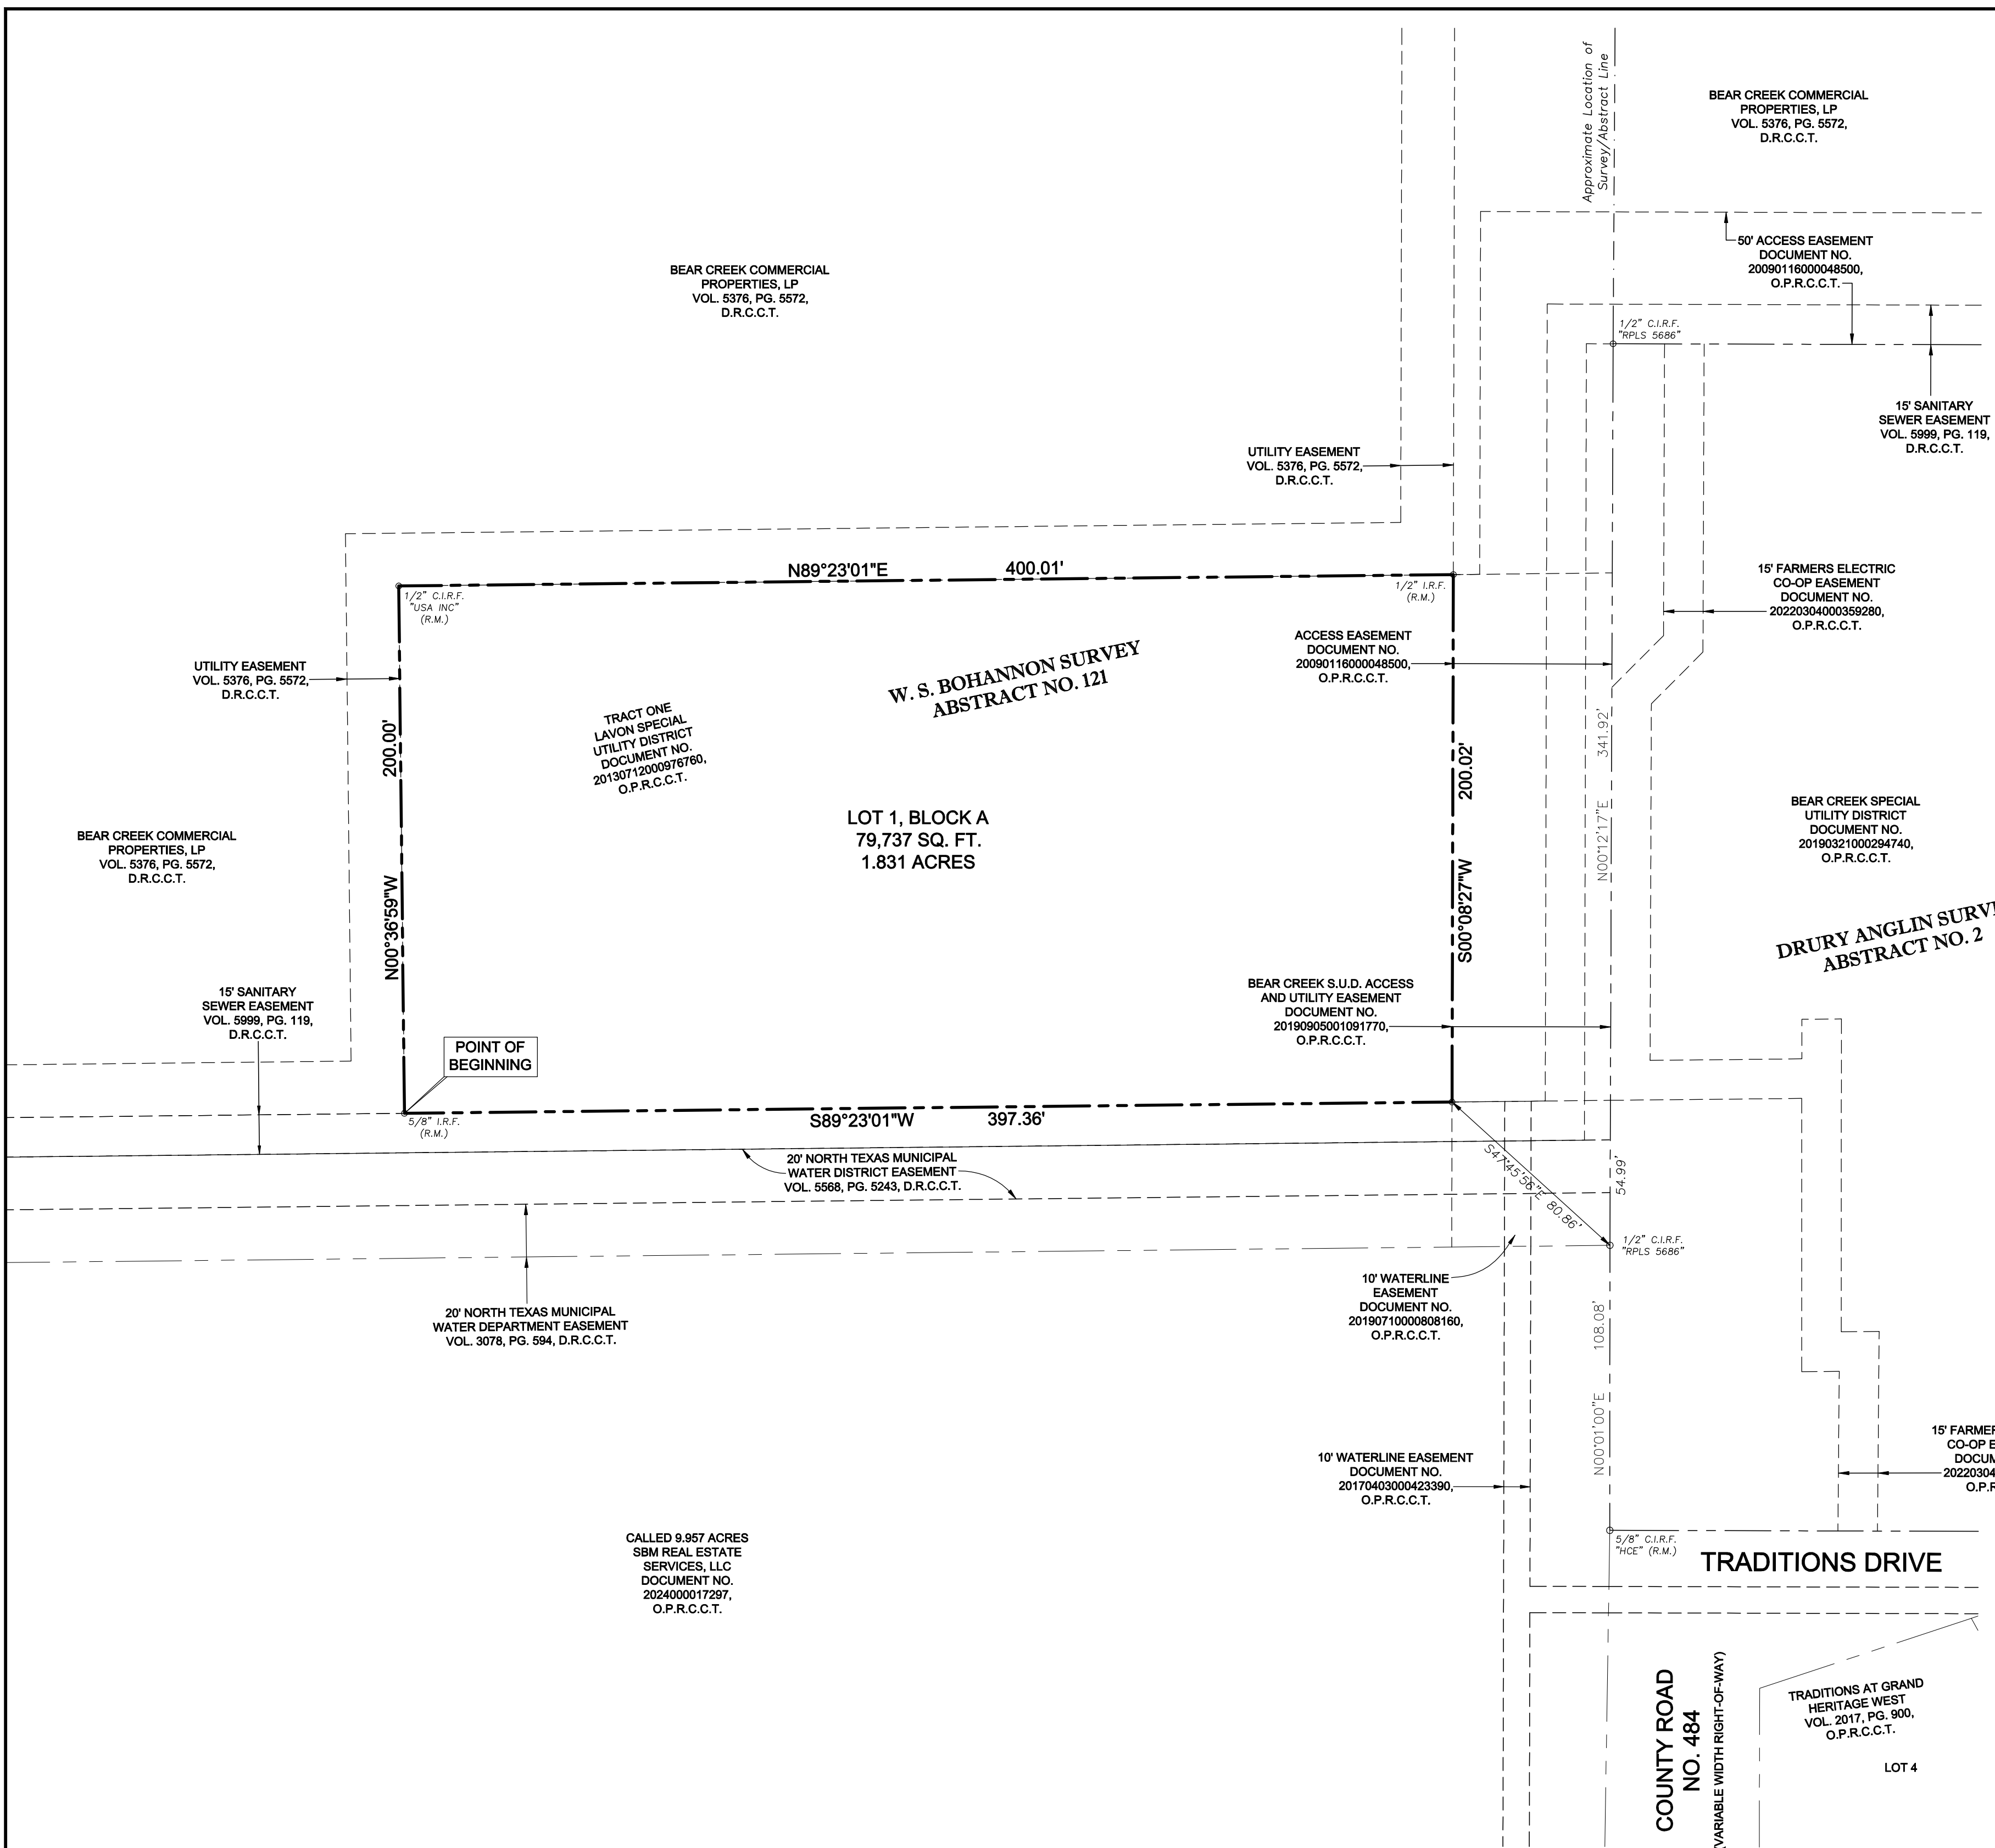 Approximate Location of
Survey/Abstract Line
BEAR CREEK COMMERCIAL
PROPERTIES, LP
VOL. 5376, PG. 5572,
D.R.C.C.T.
50' ACCESS EASEMENT
DOCUMENT NO.
20090116000048500,
O.P.R.C.C.T.
BEAR CREEK COMMERCIAL
PROPERTIES, LP
VOL. 5376, PG. 5572,
D.R.C.C.T.
1/2" C.I.R.F.
"RPLS 5686"
15' SANITARY
SEWER EASEMENT
VOL. 5999, PG. 119,
D.R.C.C.T.
UTILITY EASEMENT
VOL. 5376, PG. 5572,
D.R.C.C.T.
N89°23'01"E 400.01'
1/2" C.I.R.F.
"USA INC"
(R.M.)
1/2" I.R.F.
(R.M.)
15' FARMERS ELECTRIC
CO-OP EASEMENT
DOCUMENT NO.
20220304000359280,
O.P.R.C.C.T.
ACCESS EASEMENT
DOCUMENT NO.
20090116000048500,
O.P.R.C.C.T.
W. S. BOHANNON SURVEY
ABSTRACT NO. 121
UTILITY EASEMENT
VOL. 5376, PG. 5572,
D.R.C.C.T.
TRACT ONE
LAVON SPECIAL
UTILITY DISTRICT
DOCUMENT NO.
20130712000976760,
O.P.R.C.C.T.
N00°36'59"W 200.00'
S00°08'27"W 200.02'
N00°12'17"E 341.92'
LOT 1, BLOCK A
79,737 SQ. FT.
1.831 ACRES
BEAR CREEK SPECIAL
UTILITY DISTRICT
DOCUMENT NO.
20190321000294740,
O.P.R.C.C.T.
BEAR CREEK COMMERCIAL
PROPERTIES, LP
VOL. 5376, PG. 5572,
D.R.C.C.T.
DRURY ANGLIN SURVE
ABSTRACT NO. 2
15' SANITARY
SEWER EASEMENT
VOL. 5999, PG. 119,
D.R.C.C.T.
BEAR CREEK S.U.D. ACCESS
AND UTILITY EASEMENT
DOCUMENT NO.
20190905001091770,
O.P.R.C.C.T.
POINT OF
BEGINNING
5/8" I.R.F.
(R.M.)
S89°23'01"W 397.36'
20' NORTH TEXAS MUNICIPAL
WATER DISTRICT EASEMENT
VOL. 5568, PG. 5243, D.R.C.C.T.
S47°45'56"E 80.86'
54.99'
1/2" C.I.R.F.
"RPLS 5686"
20' NORTH TEXAS MUNICIPAL
WATER DEPARTMENT EASEMENT
VOL. 3078, PG. 594, D.R.C.C.T.
10' WATERLINE
EASEMENT
DOCUMENT NO.
20190710000808160,
O.P.R.C.C.T.
N00°01'00"E 108.08'
10' WATERLINE EASEMENT
DOCUMENT NO.
20170403000423390,
O.P.R.C.C.T.
15' FARMER
CO-OP E
DOCUM
20220304
O.P.R
CALLED 9.957 ACRES
SBM REAL ESTATE
SERVICES, LLC
DOCUMENT NO.
2024000017297,
O.P.R.C.C.T.
5/8" C.I.R.F.
"HCE" (R.M.)
TRADITIONS DRIVE
COUNTY ROAD
NO. 484
(VARIABLE WIDTH RIGHT-OF-WAY)
TRADITIONS AT GRAND
HERITAGE WEST
VOL. 2017, PG. 900,
O.P.R.C.C.T.
LOT 4